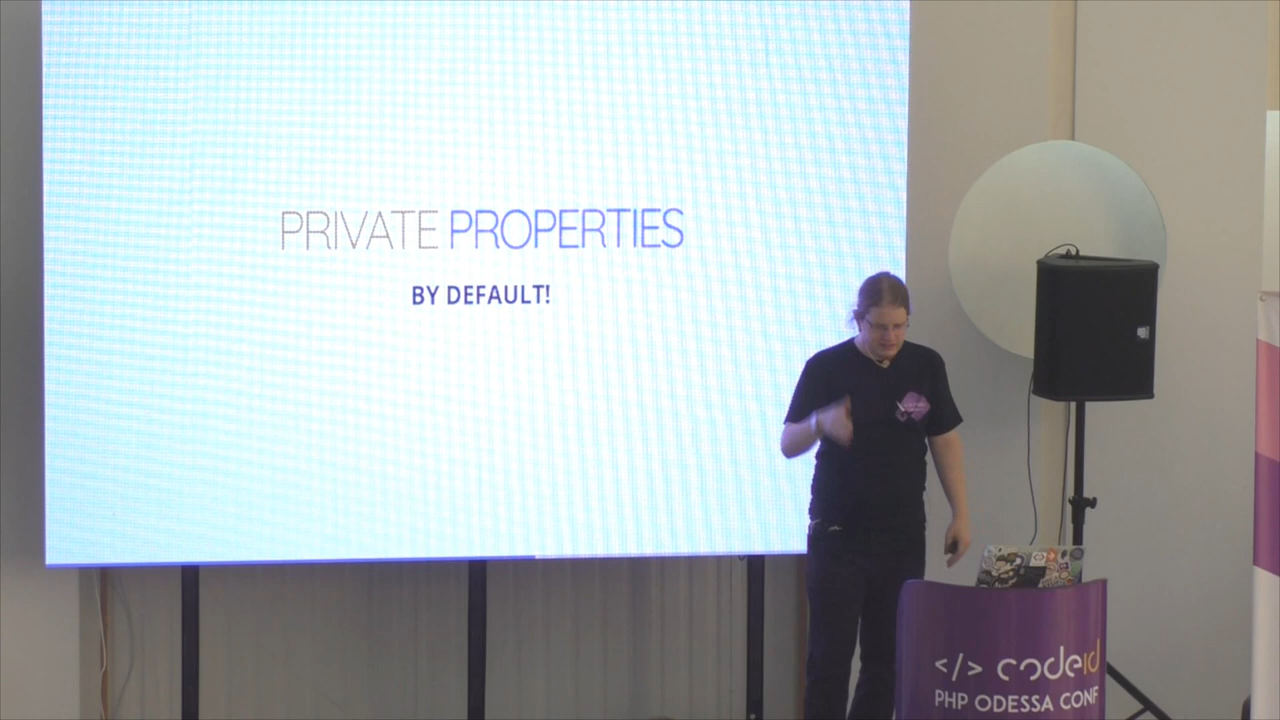 PRIVATE PROPERTIES
BY DEFAULT!
</> codeid
PHP ODESSA CONF